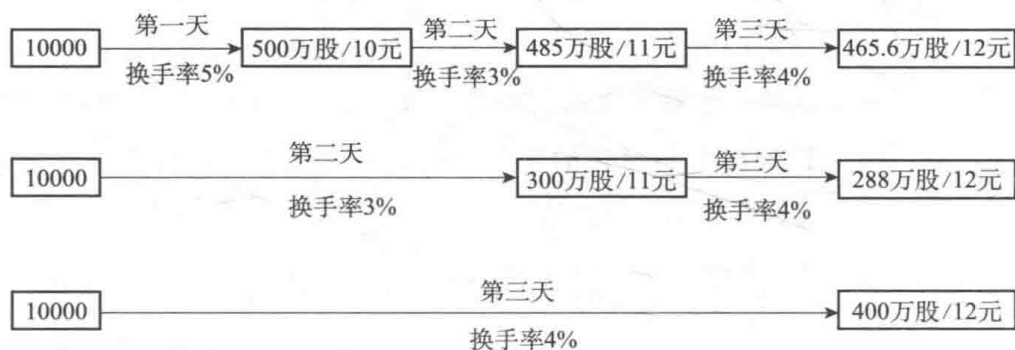 第一天
第二天
第三天
10000
500万股/10元
485万股/11元
465.6万股/12元
换手率5%
换手率3%
换手率4%
第二天
第三天
10000
300万股/11元
288万股/12元
换手率3%
换手率4%
第三天
10000
400万股/12元
换手率4%